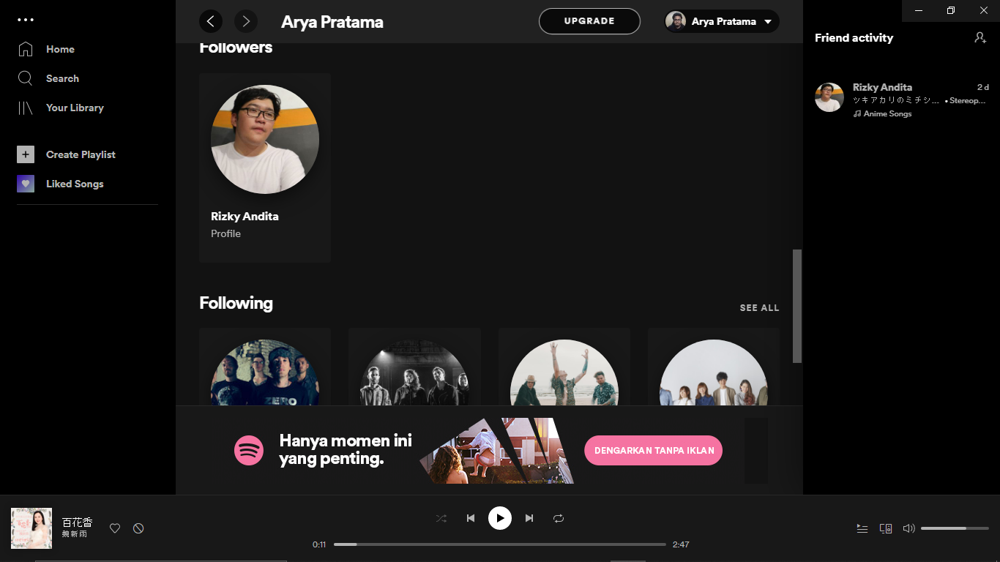 Arya Pratama
UPGRADE
Arya Pratama
Home
Search
Your Library
Create Playlist
Liked Songs
Followers
Rizky Andita
Profile
Following
SEE ALL
ZERO
Hanya momen ini
yang penting.
DENGARKAN TANPA IKLAN
Friend activity
Rizky Andita
2 d
ツキアカリのミチシ... • Stereop...
Anime Songs
百花香
魏新雨
0:11
2:47